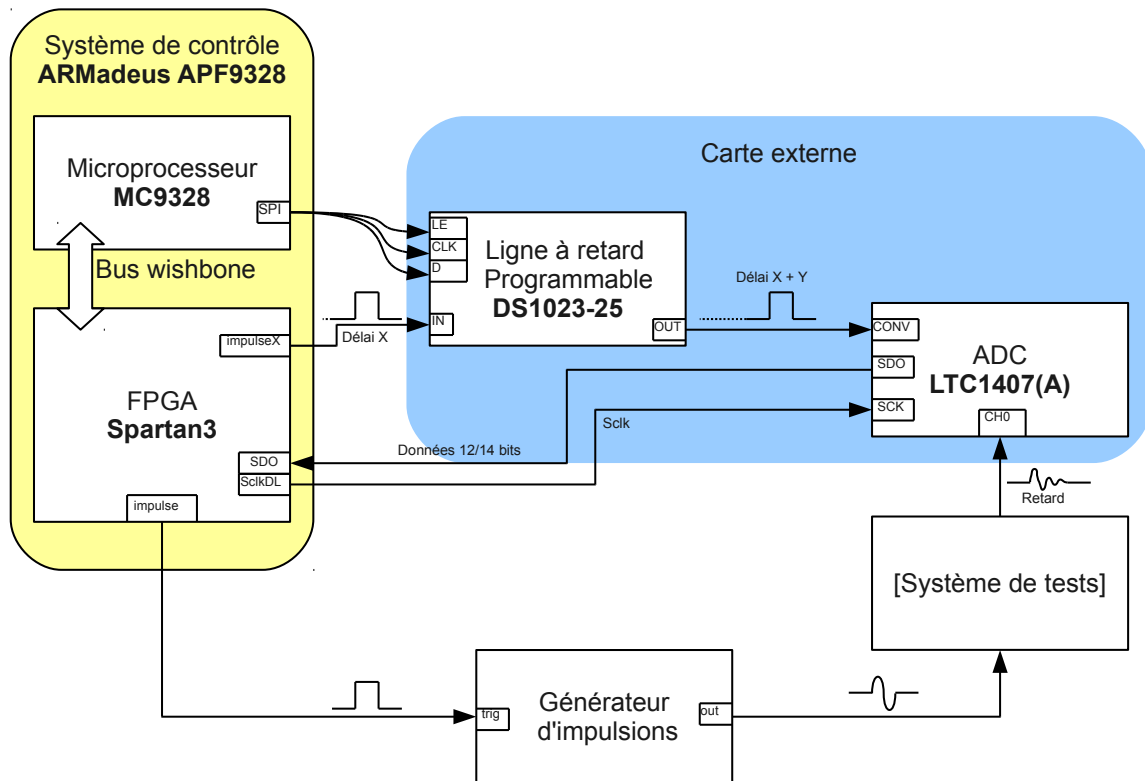 Système de contrôle
ARMadeus APF9328
Microprocesseur
MC9328
SPI
Bus wishbone
impulseX
FPGA
Spartan3
SDO
SclkDL
impulse
Délai X
Carte externe
LE
CLK
D
IN
Ligne à retard
Programmable
DS1023-25
OUT
Délai X + Y
CONV
SDO
SCK
ADC
LTC1407(A)
CH0
Sclk
Données 12/14 bits
Retard
[Système de tests]
trig
Générateur
d'impulsions
out